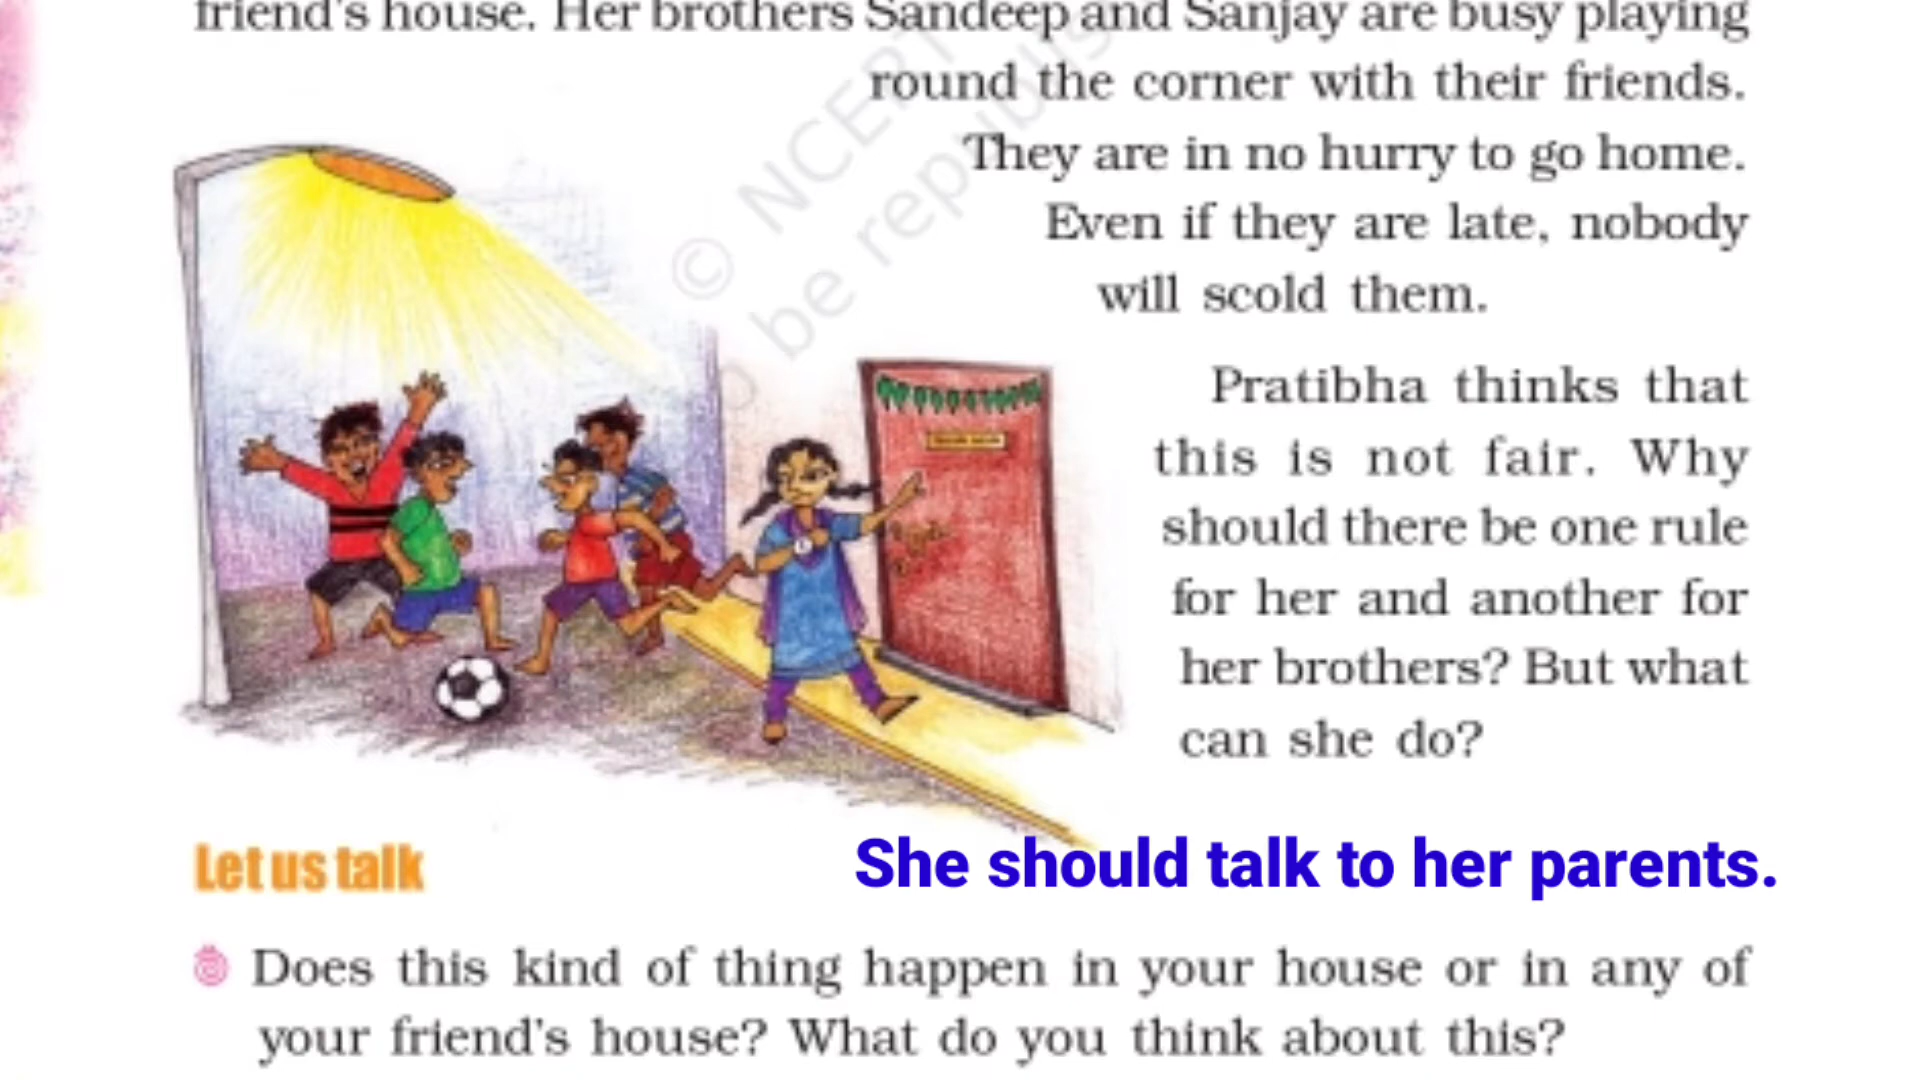 friend's house. Her brothers Sandeep and Sanjay are busy playing
round the corner with their friends.
They are in no hurry to go home.
Even if they are late, nobody
will scold them.
Pratibha thinks that
this is not fair. Why
should there be one rule
for her and another for
her brothers? But what
can she do?
She should talk to her parents.
Let us talk
Does this kind of thing happen in your house or in any of
your friend's house? What do you think about this?
© NCERT
be repub